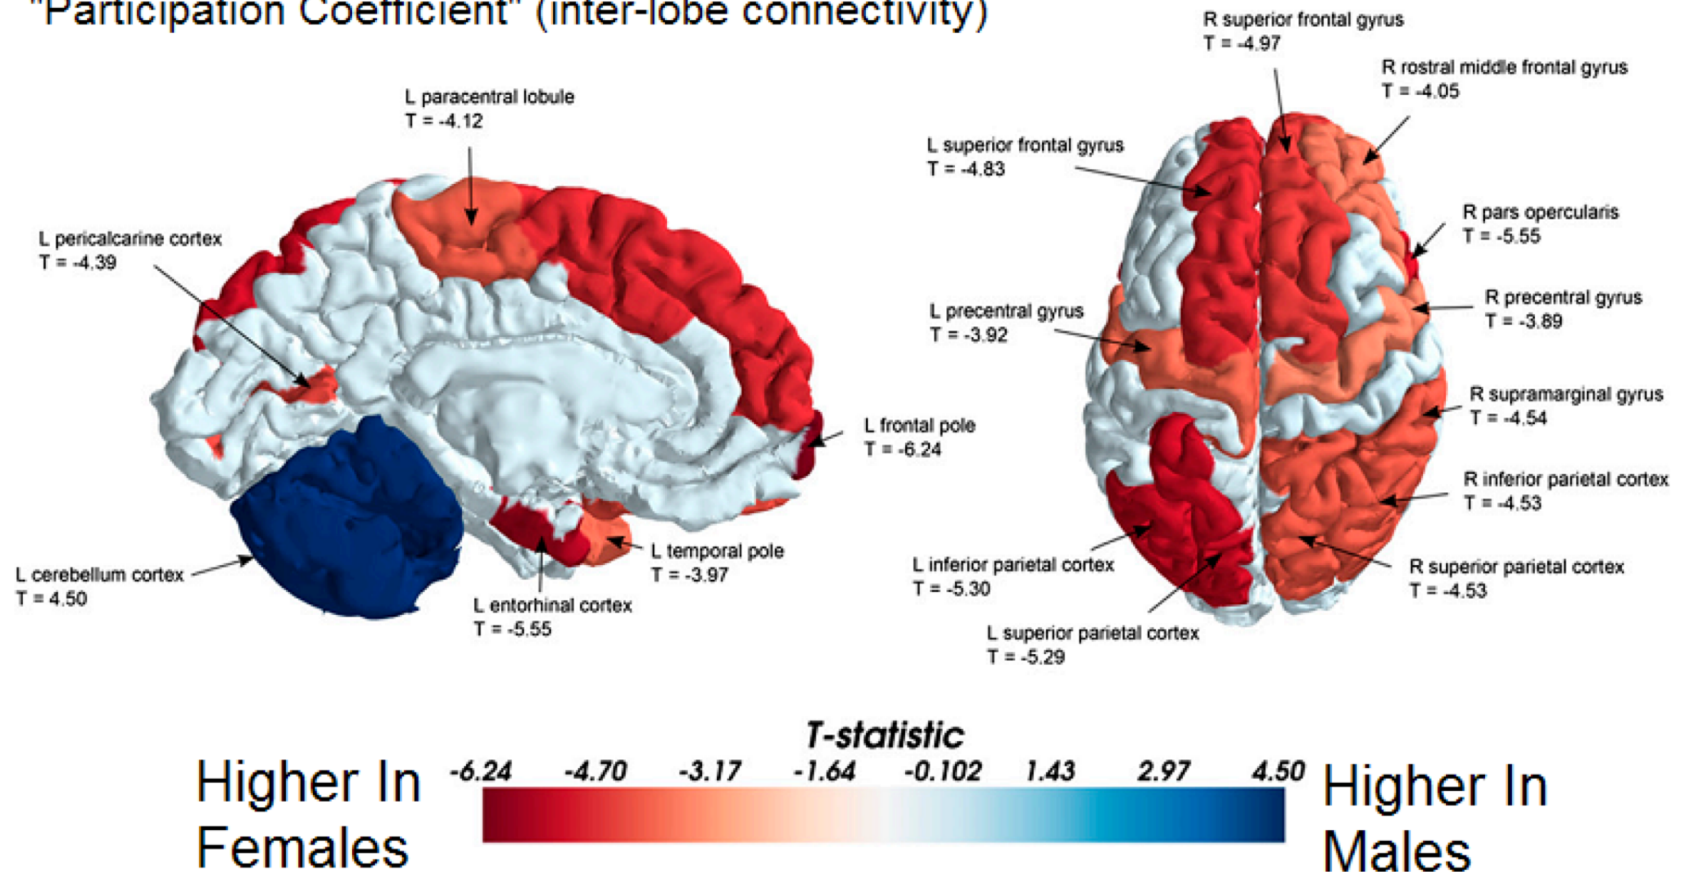 "Participation Coefficient" (inter-lobe connectivity)
L paracentral lobule
T = -4.12
L pericalcarine cortex
T = -4.39
L frontal pole
T = -6.24
L temporal pole
T = -3.97
L entorhinal cortex
T = -5.55
L cerebellum cortex
T = 4.50
R superior frontal gyrus
T = -4.97
R rostral middle frontal gyrus
T = -4.05
L superior frontal gyrus
T = -4.83
R pars opercularis
T = -5.55
L precentral gyrus
T = -3.92
R precentral gyrus
T = -3.89
R supramarginal gyrus
T = -4.54
R inferior parietal cortex
T = -4.53
L inferior parietal cortex
T = -5.30
R superior parietal cortex
T = -4.53
L superior parietal cortex
T = -5.29
T-statistic
-6.24 -4.70 -3.17 -1.64 -0.102 1.43 2.97 4.50
Higher In
Females
Higher In
Males